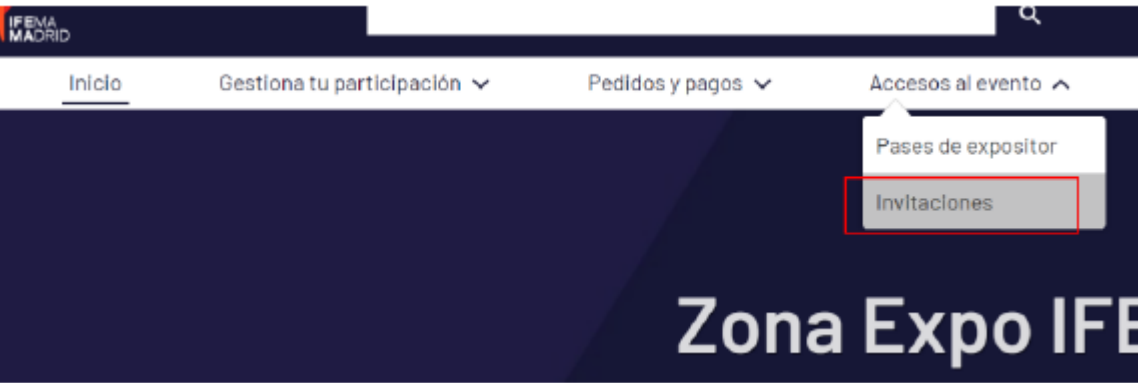 IFEMA
MADRID
Inicio Gestiona tu participación Pedidos y pagos Accesos al evento
Pases de expositor
Invitaciones
Zona Expo IFE